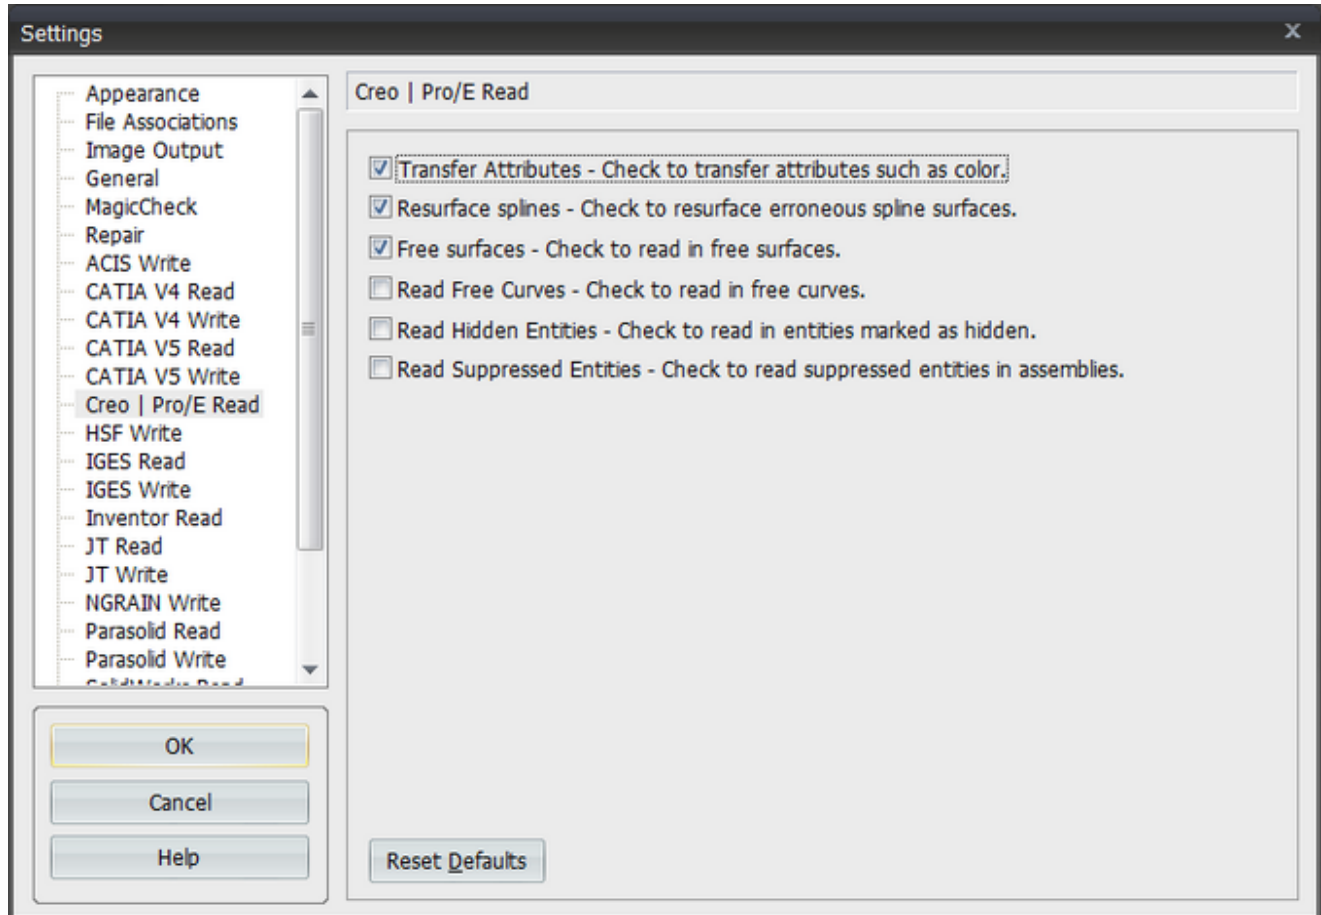 Settings
x
Appearance
File Associations
Image Output
General
MagicCheck
Repair
ACIS Write
CATIA V4 Read
CATIA V4 Write
CATIA V5 Read
CATIA V5 Write
Creo | Pro/E Read
HSF Write
IGES Read
IGES Write
Inventor Read
JT Read
JT Write
NGRAIN Write
Parasolid Read
Parasolid Write
SolidWorks Read
OK
Cancel
Help
Creo | Pro/E Read
Transfer Attributes - Check to transfer attributes such as color.
Resurface splines - Check to resurface erroneous spline surfaces.
Free surfaces - Check to read in free surfaces.
Read Free Curves - Check to read in free curves.
Read Hidden Entities - Check to read in entities marked as hidden.
Read Suppressed Entities - Check to read suppressed entities in assemblies.
Reset Defaults